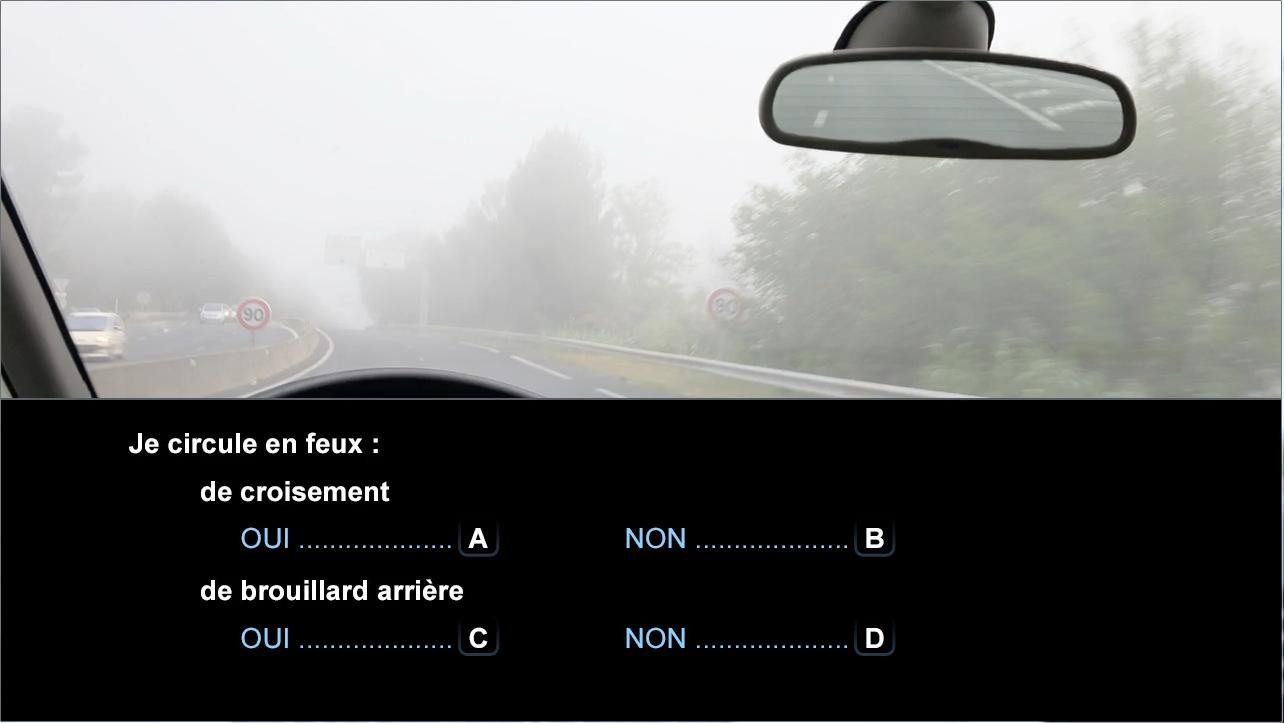 90
90
Je circule en feux :
de croisement
OUI .................... A NON .................... B
de brouillard arrière
OUI .................... C NON .................... D